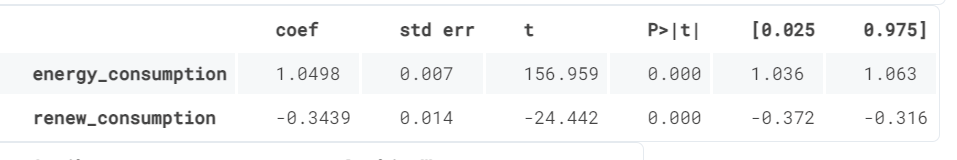 coef std err t P>|t| [0.025 0.975]
energy_consumption 1.0498 0.007 156.959 0.000 1.036 1.063
renew_consumption -0.3439 0.014 -24.442 0.000 -0.372 -0.316